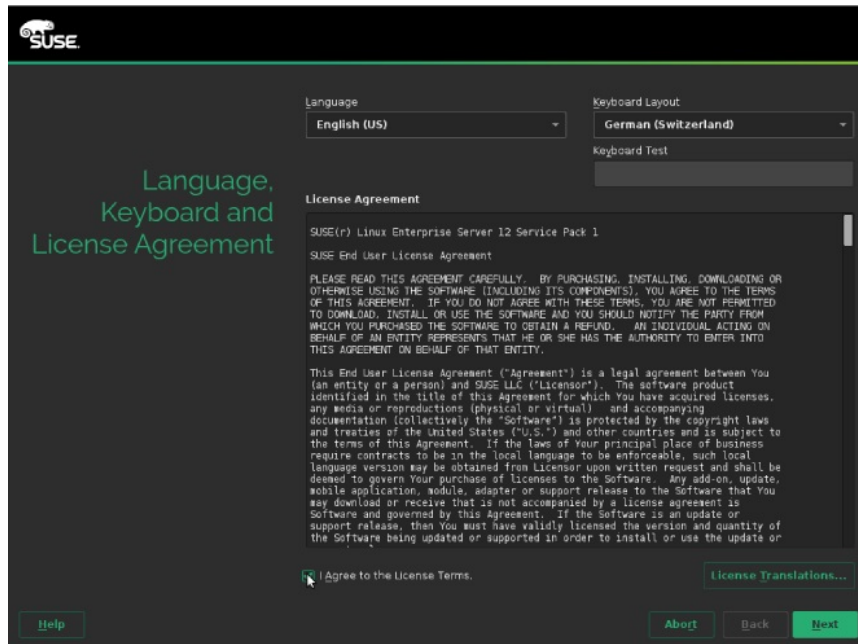 SUSE.
Language
Keyboard Layout
English (US)
German (Switzerland)
Keyboard Test
Language,
Keyboard and
License Agreement
License Agreement
SUSE(r) Linux Enterprise Server 12 Service Pack 1
SUSE End User License Agreement
PLEASE READ THIS AGREEMENT CAREFULLY. BY PURCHASING, INSTALLING, DOWNLOADING OR
OTHERWISE USING THE SOFTWARE (INCLUDING ITS COMPONENTS), YOU AGREE TO THE TERMS
OF THIS AGREEMENT. IF YOU DO NOT AGREE WITH THESE TERMS, YOU ARE NOT PERMITTED
TO DOWNLOAD, INSTALL OR USE THE SOFTWARE AND YOU SHOULD NOTIFY THE PARTY FROM
WHICH YOU PURCHASED THE SOFTWARE TO OBTAIN A REFUND. AN INDIVIDUAL ACTING ON
BEHALF OF AN ENTITY REPRESENTS THAT HE OR SHE HAS THE AUTHORITY TO ENTER INTO
THIS AGREEMENT ON BEHALF OF THAT ENTITY.
This End User License Agreement ("Agreement") is a legal agreement between You
(an entity or a person) and SUSE LLC ("Licensor"). The software product
identified in the title of this Agreement for which You have acquired licenses,
any media or reproductions (physical or virtual) and accompanying
documentation (collectively the "Software") is protected by the copyright laws
and treaties of the United States ("U.S.") and other countries and is subject to
the terms of this Agreement. If the laws of Your principal place of business
require contracts to be in the local language to be enforceable, such local
language version may be obtained from Licensor upon written request and shall be
deemed to govern Your purchase of licenses to the Software. Any add-on, update,
mobile application, module, adapter or support release to the Software that You
may download or receive that is not accompanied by a license agreement is
Software and governed by this Agreement. If the Software is an update or
support release, then You must have validly licensed the version and quantity of
the Software being updated or supported in order to install or use the update or
I Agree to the License Terms.
License Translations...
Help
Abort
Back
Next